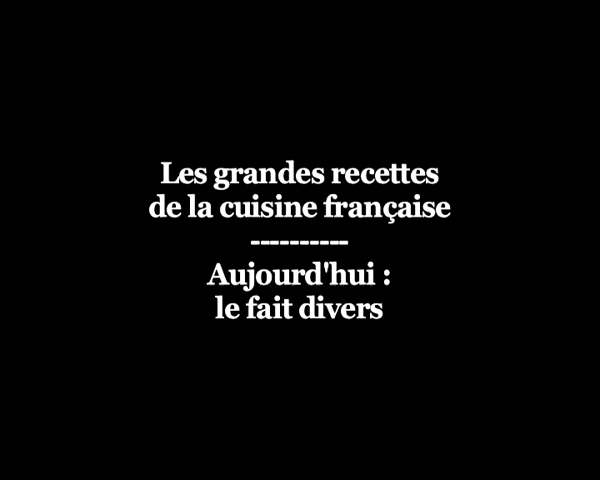 Les grandes recettes
de la cuisine française
----------
Aujourd'hui :
le fait divers